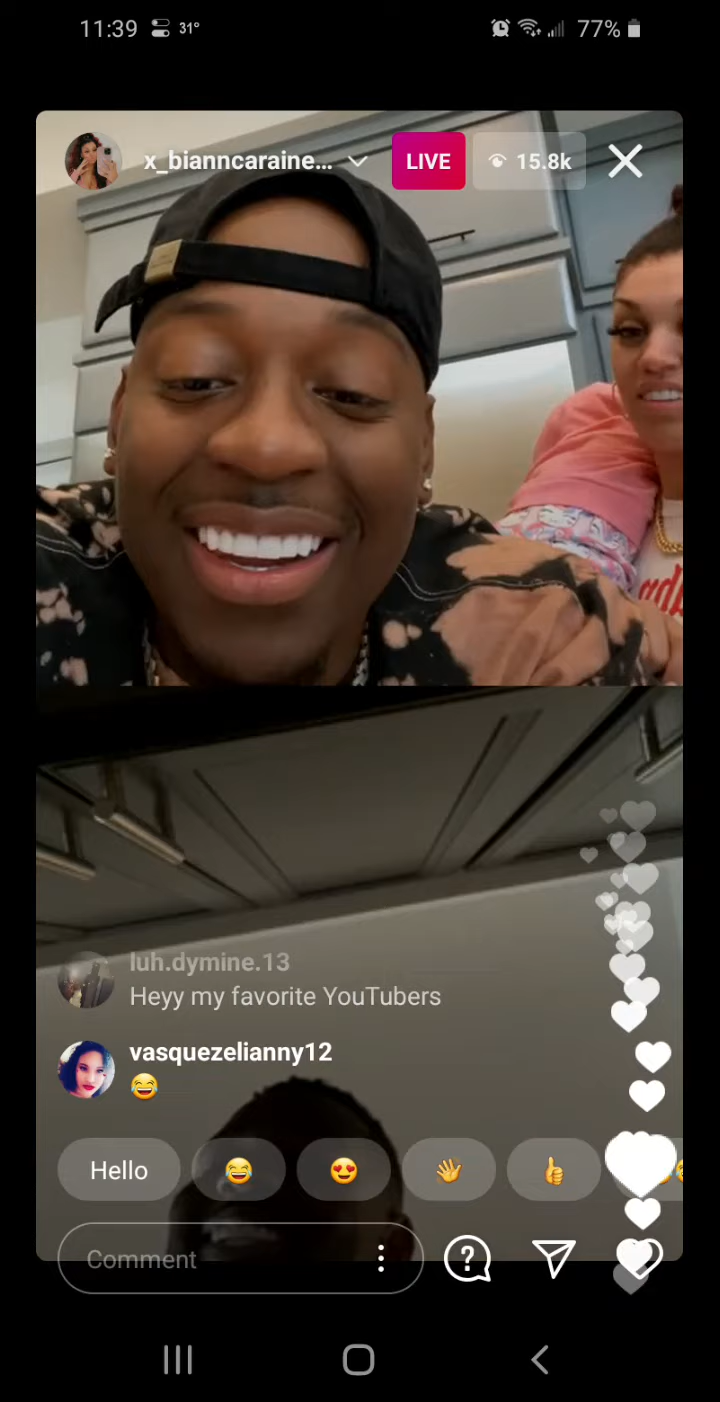 11:39 31°
77%
x_bianncaraine...
LIVE
15.8k
luh.dymine.13
Heyy my favorite YouTubers
vasquezelianny12
😂
Hello 😂 😍 👋 👍
Comment